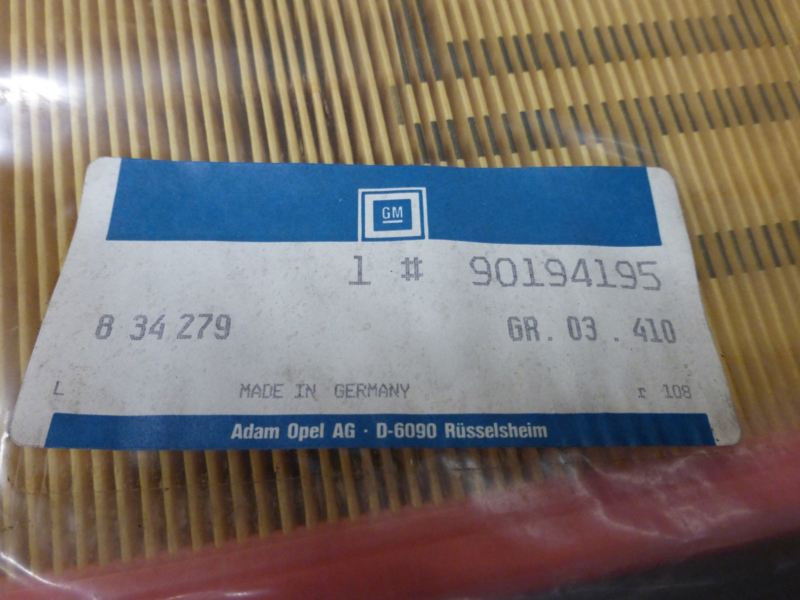 GM
1 # 90194195
8 34 279 GR. 03 . 410
L MADE IN GERMANY r 108
Adam Opel AG · D-6090 Rüsselsheim